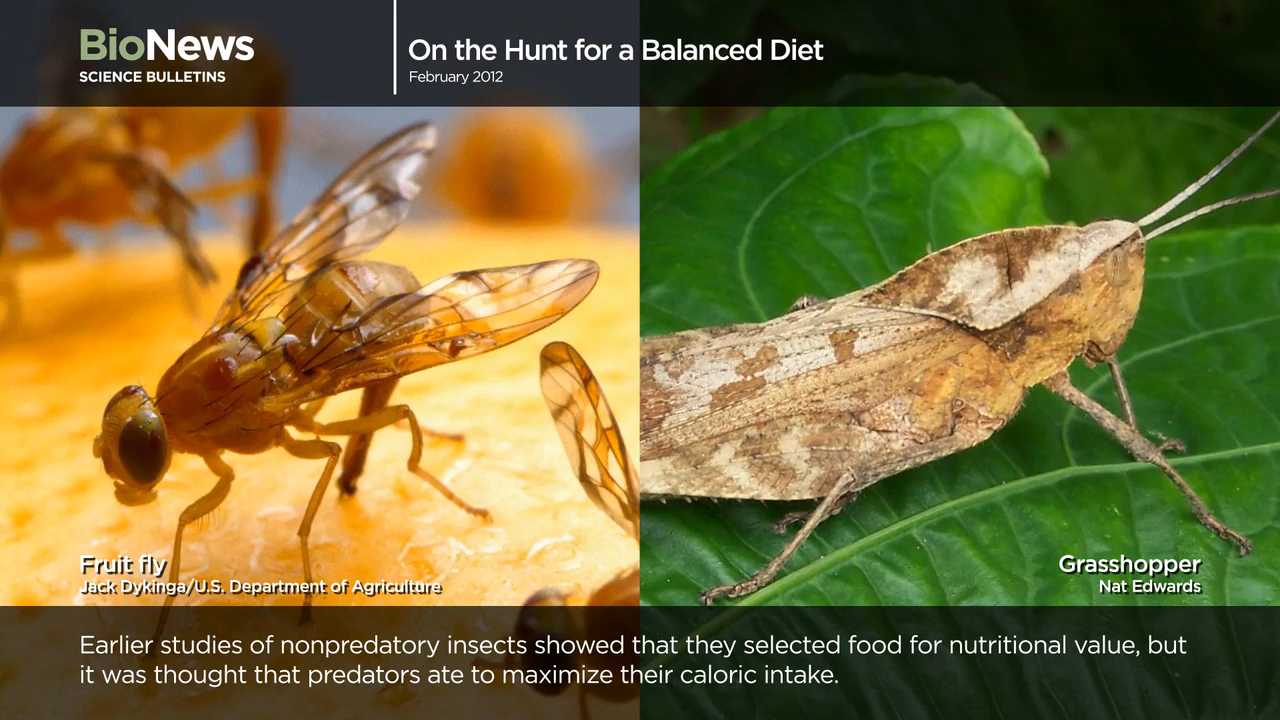 BioNews
SCIENCE BULLETINS
On the Hunt for a Balanced Diet
February 2012
Fruit fly
Jack Dykinga/U.S. Department of Agriculture
Grasshopper
Nat Edwards
Earlier studies of nonpredatory insects showed that they selected food for nutritional value, but
it was thought that predators ate to maximize their caloric intake.